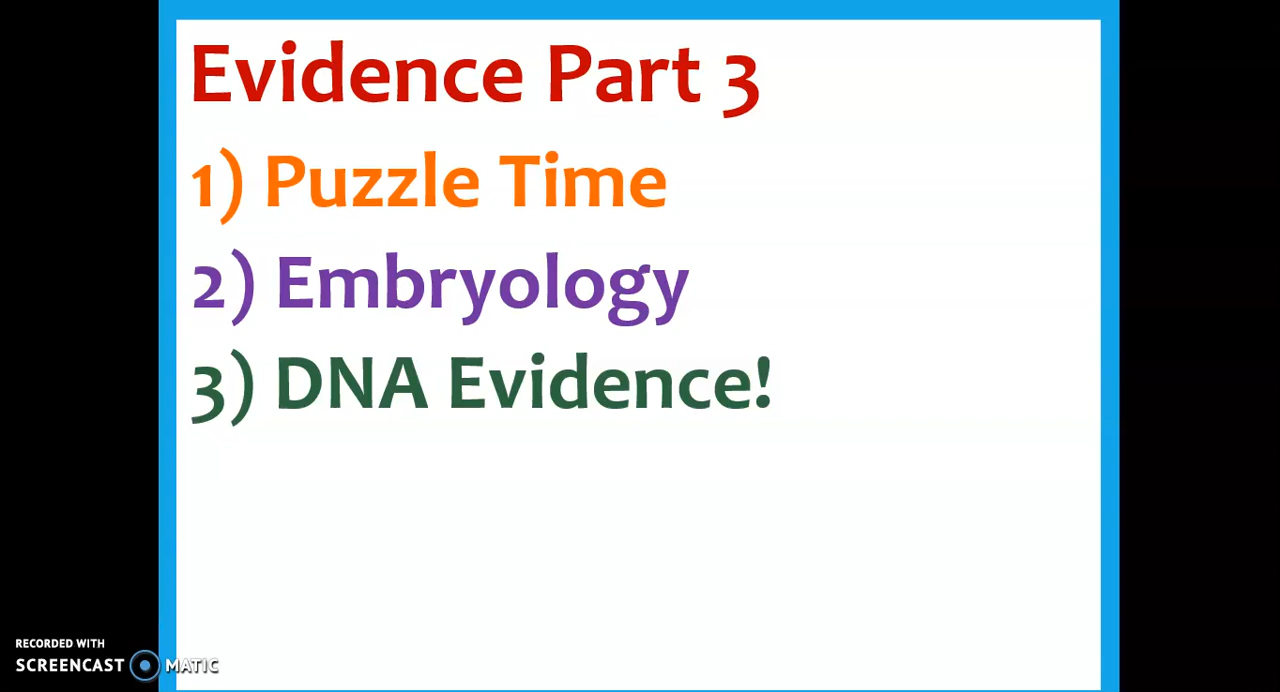 Evidence Part 3
1) Puzzle Time
2) Embryology
3) DNA Evidence!
RECORDED WITH
SCREENCAST MATIC